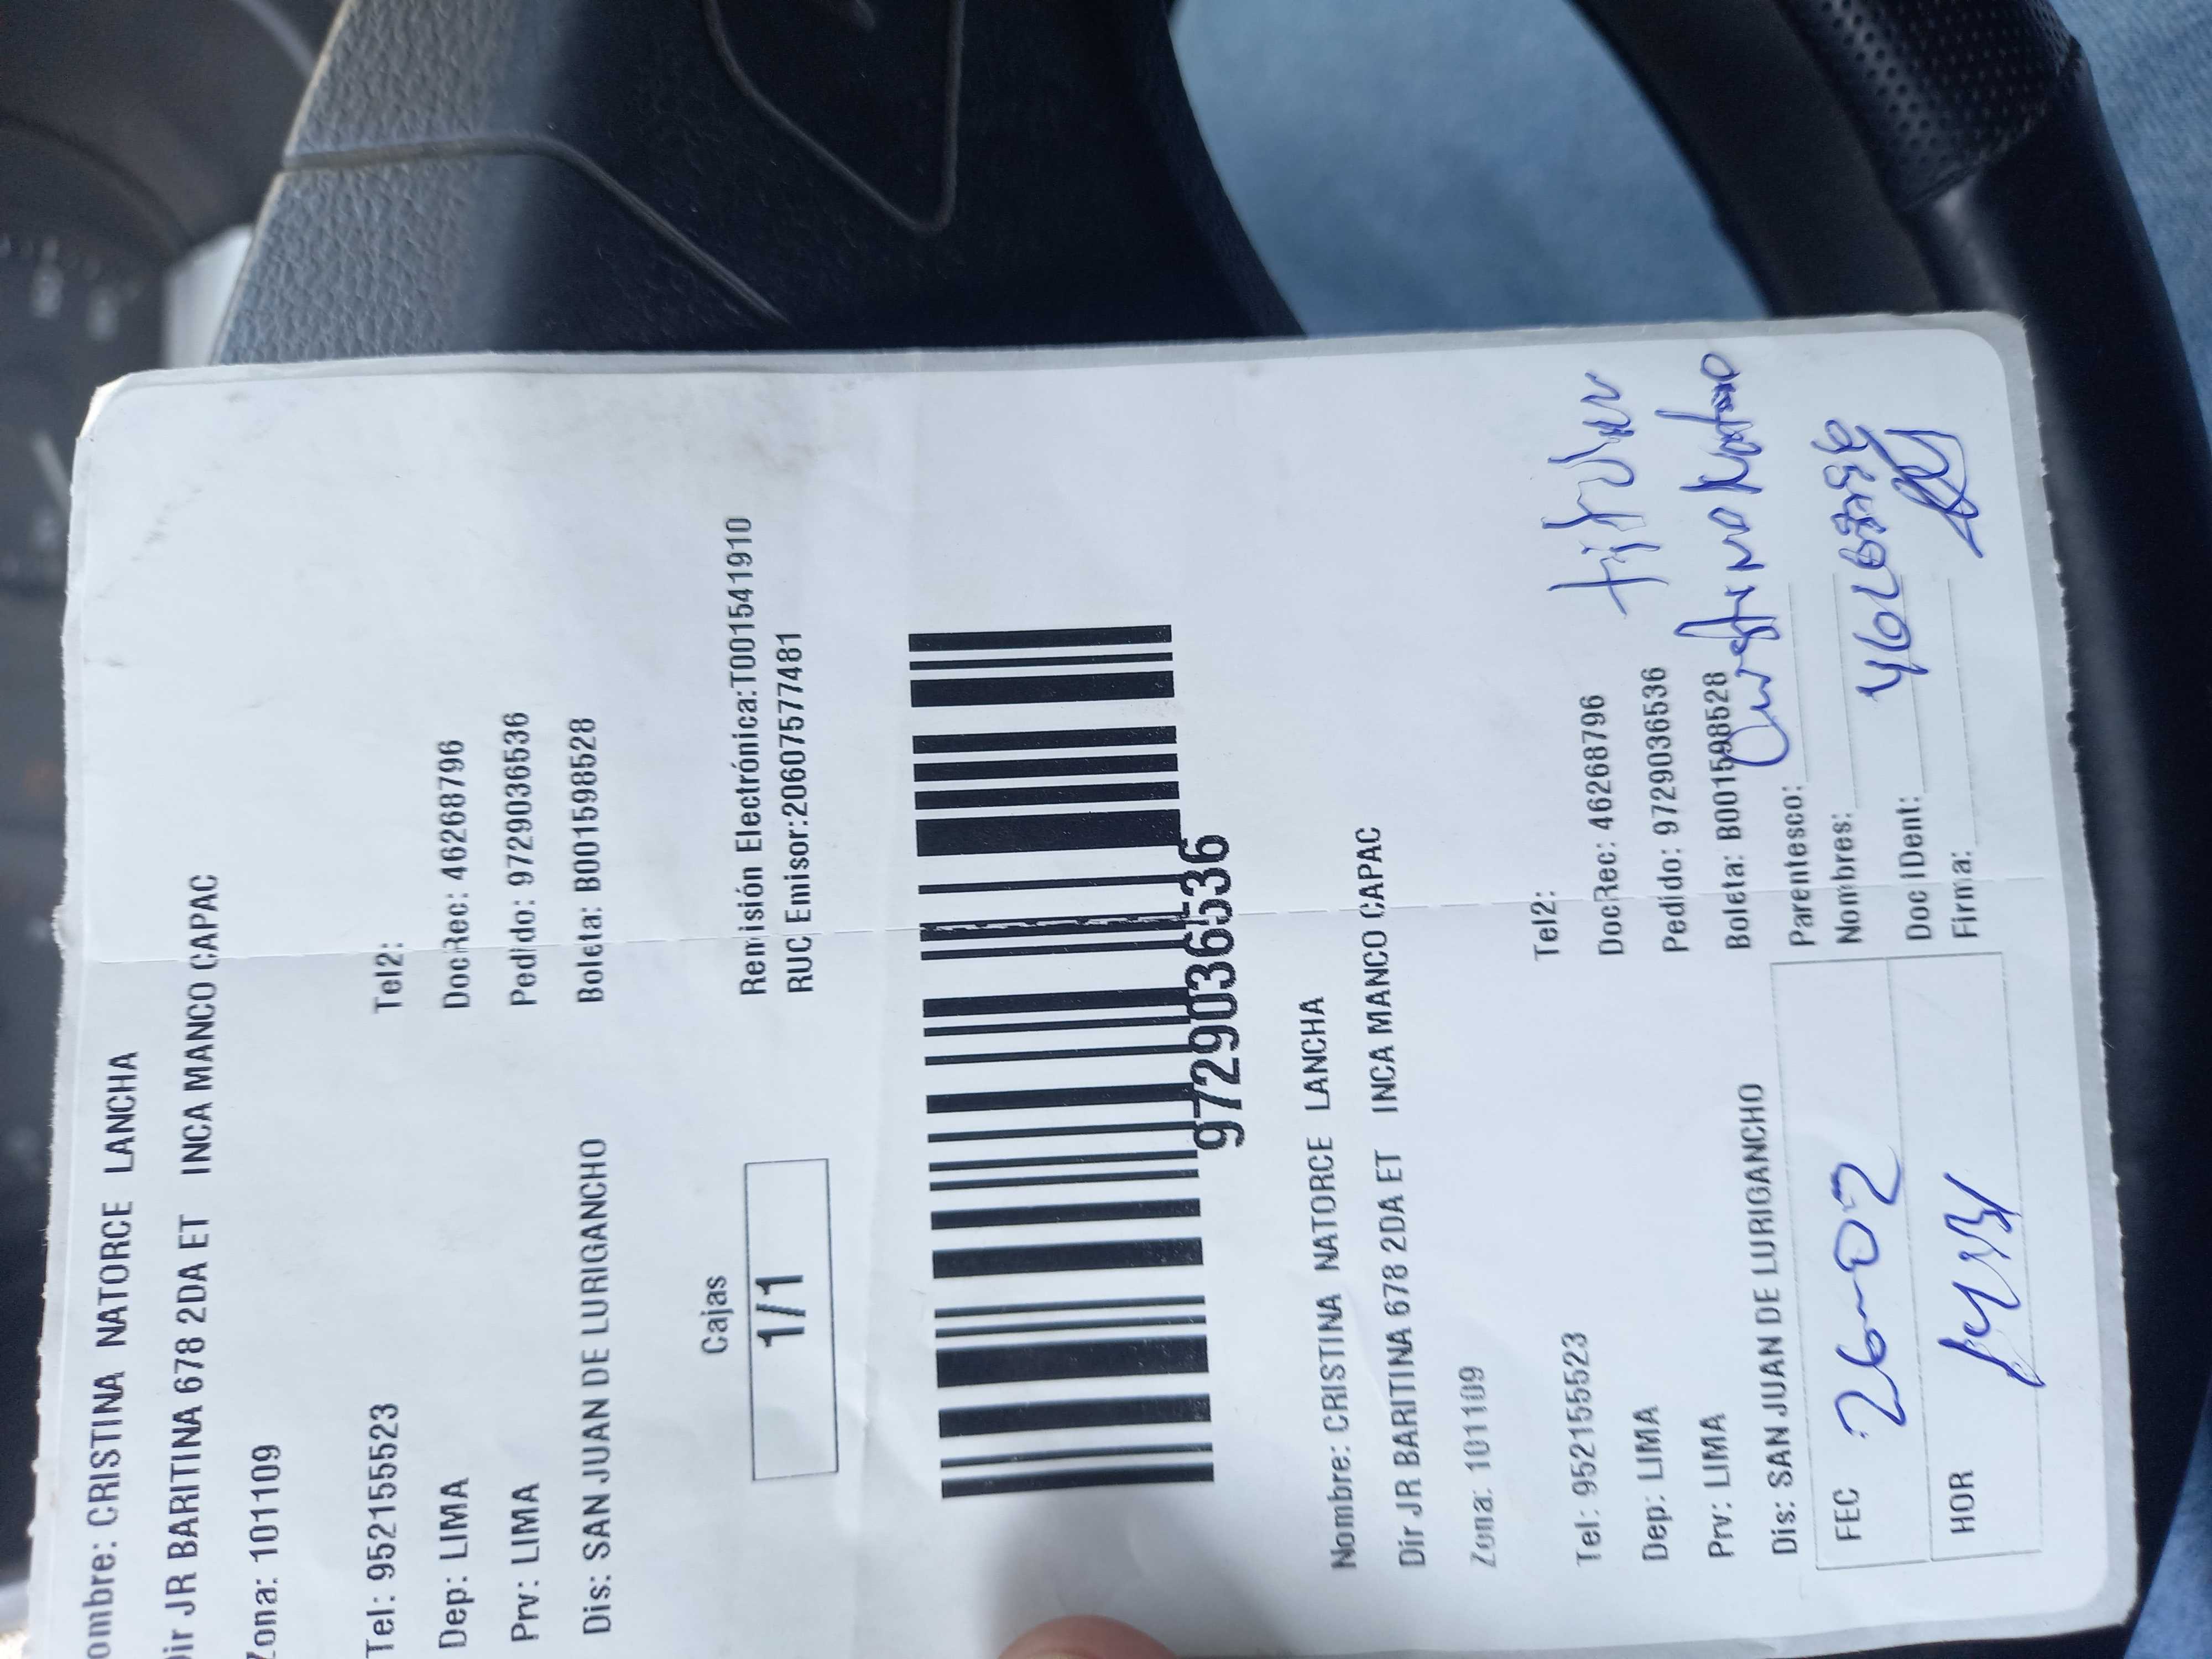 ombre: CRISTINA NATORCE LANCHA
Dir JR BARITINA 678 2DA ET INCA MANCO CAPAC
Zona: 101109
Tel: 952155523 Tel2:
Dep: LIMA DocRec: 46268796
Prv: LIMA Pedido: 9729036536
Dis: SAN JUAN DE LURIGANCHO Boleta: B001598528
Cajas
1/1
Remisión Electrónica:T001541910
RUC Emisor:20607577481
9729036536
Nombre: CRISTINA NATORCE LANCHA
Dir JR BARITINA 678 2DA ET INCA MANCO CAPAC
Zona: 101109
Tel: 952155523 Tel2:
Dep: LIMA DocRec: 46268796
Prv: LIMA Pedido: 9729036536
Dis: SAN JUAN DE LURIGANCHO Boleta: B001598528
FEC 26-02
HOR
Parentesco: titular
Nombres:
Doc IDent:
Firma: